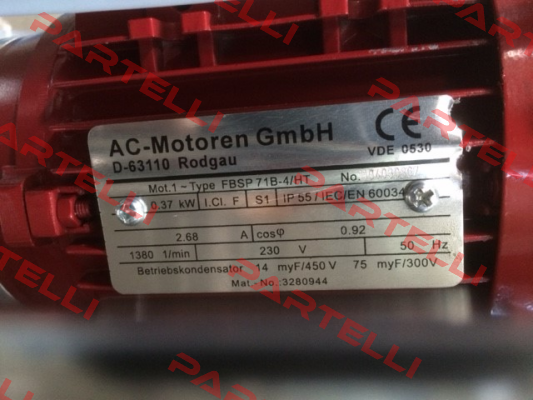 AC-Motoren GmbH
CE
D-63110 Rodgau
VDE 0530
Mot.1~Type FBSP 71B-4/HT No.
0.37 kW I.Cl. F S1 IP 55/IEC/EN 60034
2.68 A cosφ 0.92
1380 1/min 230 V 50 Hz
Betriebskondensator 14 myF/450 V 75 myF/300V
Mat.-No.:3280944
PARTELLI
PARTELLI
PARTELLI
PARTELLI
PARTELLI